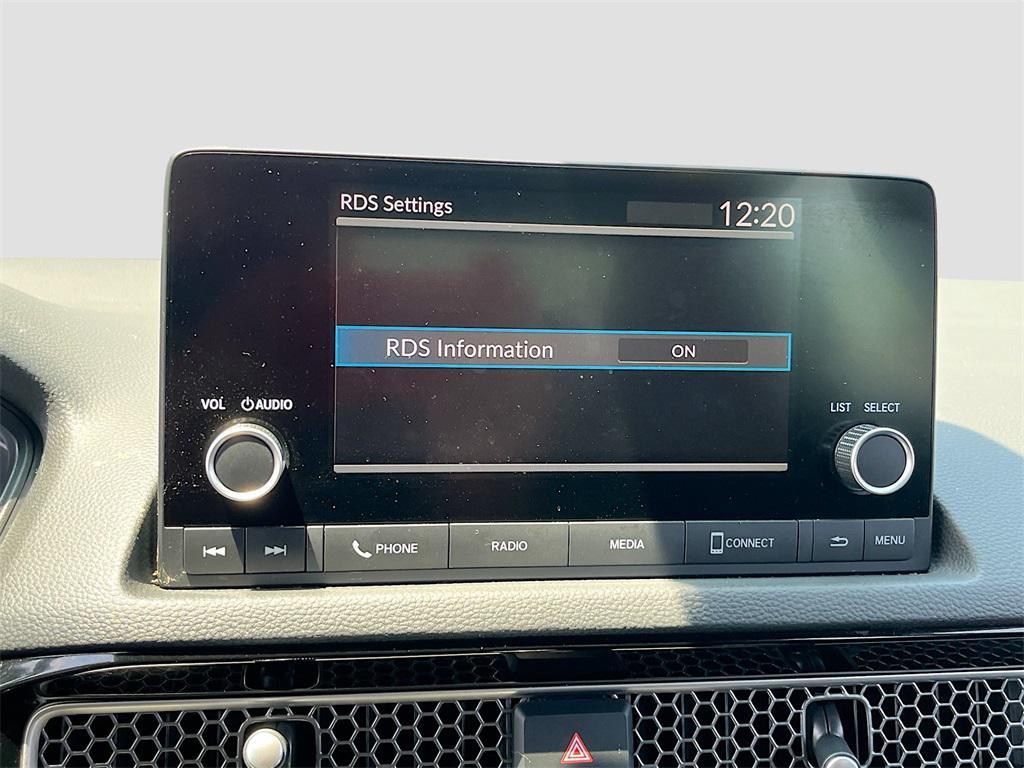 RDS Settings
12:20
RDS Information ON
VOL AUDIO
LIST SELECT
PHONE RADIO MEDIA CONNECT MENU